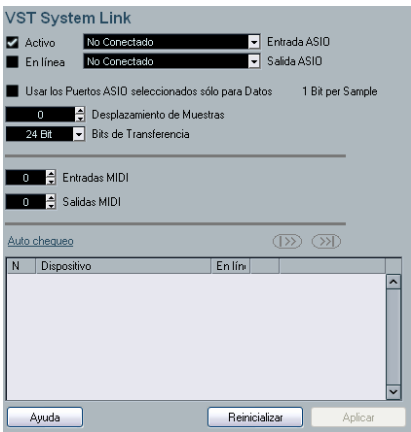 VST System Link
Activo No Conectado Entrada ASIO
En línea No Conectado Salida ASIO
Usar los Puertos ASIO seleccionados sólo para Datos 1 Bit per Sample
0 Desplazamiento de Muestras
24 Bit Bits de Transferencia
0 Entradas MIDI
0 Salidas MIDI
Auto chequeo
N Dispositivo En líne
Ayuda Reinicializar Aplicar